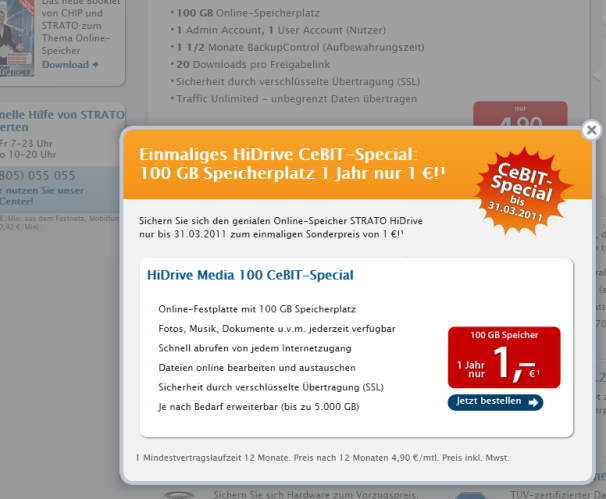 Das neue Booklet
von CHIP und
STRATO zum
Thema Online-
Speicher
Download
• 100 GB Online-Speicherplatz
• 1 Admin Account, 1 User Account (Nutzer)
• 1 1/2 Monate BackupControl (Aufbewahrungszeit)
• 20 Downloads pro Freigabelink
• Sicherheit durch verschlüsselte Übertragung (SSL)
• Traffic Unlimited – unbegrenzt Daten übertragen
nur
4,90
nelle Hilfe von STRATO
erten
Fr 7-23 Uhr
o 10-20 Uhr
805) 055 055
r nutzen Sie unser
Center!
€/Min. aus dem Festnetz, Mobilfun
0,42 €/Min).
Einmaliges HiDrive CeBIT-Special:
100 GB Speicherplatz 1 Jahr nur 1 €!¹
CeBIT-
Special
bis
31.03.2011
Sichern Sie sich den genialen Online-Speicher STRATO HiDrive
nur bis 31.03.2011 zum einmaligen Sonderpreis von 1 €!¹
HiDrive Media 100 CeBIT-Special
Online-Festplatte mit 100 GB Speicherplatz
Fotos, Musik, Dokumente u.v.m. jederzeit verfügbar
Schnell abrufen von jedem Internetzugang
Dateien online bearbeiten und austauschen
Sicherheit durch verschlüsselte Übertragung (SSL)
Je nach Bedarf erweiterbar (bis zu 5.000 GB)
100 GB Speicher
1 Jahr
nur
1,– €¹
Jetzt bestellen
1 Mindestvertragslaufzeit 12 Monate. Preis nach 12 Monaten 4,90 €/mtl. Preis inkl. Mwst.
Sichern Sie sich Hardware zum Vorzugspreis.
TÜV-zertifizierter Da